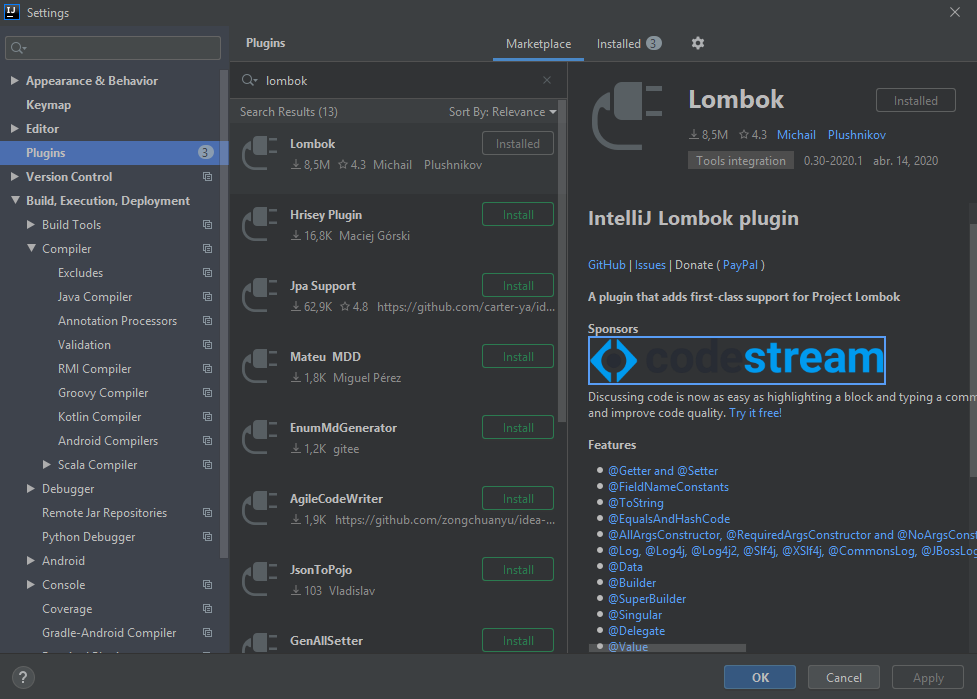 IJ Settings
Plugins
Marketplace
Installed 3
Appearance & Behavior
Keymap
Editor
Plugins 3
Version Control
Build, Execution, Deployment
Build Tools
Compiler
Excludes
Java Compiler
Annotation Processors
Validation
RMI Compiler
Groovy Compiler
Kotlin Compiler
Android Compilers
Scala Compiler
Debugger
Remote Jar Repositories
Python Debugger
Android
Console
Coverage
Gradle-Android Compiler
lombok
Search Results (13) Sort By: Relevance
Lombok Installed
8,5M 4.3 Michail Plushnikov
Hrisey Plugin Install
16,8K Maciej Górski
Jpa Support Install
62,9K 4.8 https://github.com/carter-ya/id...
Mateu MDD Install
1,8K Miguel Pérez
EnumMdGenerator Install
1,2K gitee
AgileCodeWriter Install
1,9K https://github.com/zongchuanyu/idea-...
JsonToPojo Install
103 Vladislav
GenAllSetter Install
Lombok Installed
8,5M 4.3 Michail Plushnikov
Tools integration 0.30-2020.1 abr. 14, 2020
IntelliJ Lombok plugin
GitHub | Issues | Donate ( PayPal )
A plugin that adds first-class support for Project Lombok
Sponsors
codestream
Discussing code is now as easy as highlighting a block and typing a comm
and improve code quality. Try it free!
Features
@Getter and @Setter
@FieldNameConstants
@ToString
@EqualsAndHashCode
@AllArgsConstructor, @RequiredArgsConstructor and @NoArgsConst
@Log, @Log4j, @Log4j2, @Slf4j, @XSlf4j, @CommonsLog, @JBossLog
@Data
@Builder
@SuperBuilder
@Singular
@Delegate
@Value
? OK Cancel Apply